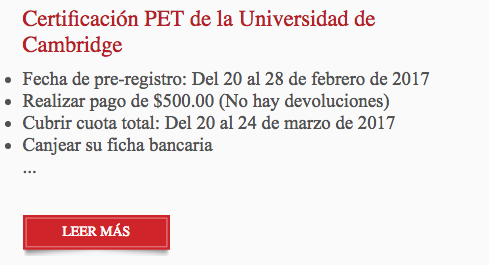 Certificación PET de la Universidad de
Cambridge
• Fecha de pre-registro: Del 20 al 28 de febrero de 2017
• Realizar pago de $500.00 (No hay devoluciones)
• Cubrir cuota total: Del 20 al 24 de marzo de 2017
• Canjear su ficha bancaria
...
LEER MÁS